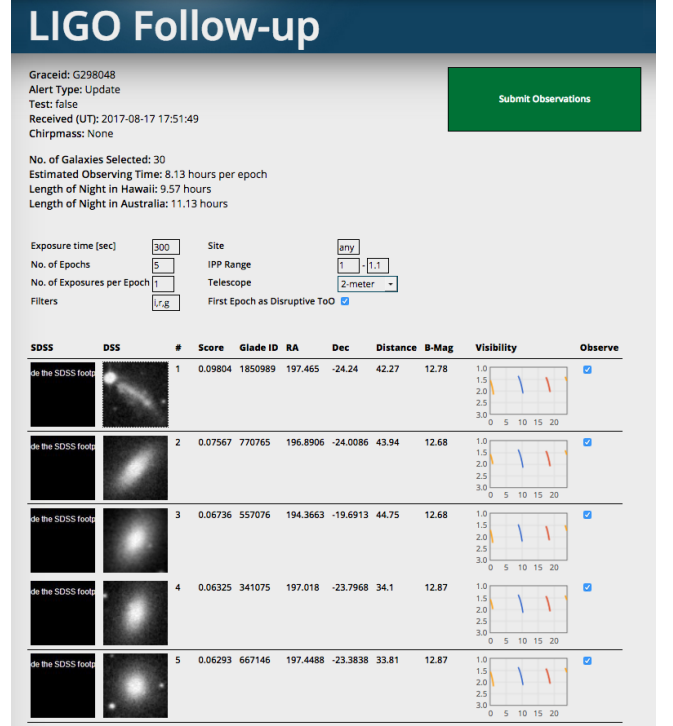 LIGO Follow-up
Graceid: G298048
Alert Type: Update
Test: false
Received (UT): 2017-08-17 17:51:49
Chirpmass: None
Submit Observations
No. of Galaxies Selected: 30
Estimated Observing Time: 8.13 hours per epoch
Length of Night in Hawaii: 9.57 hours
Length of Night in Australia: 11.13 hours
Exposure time [sec] 300 Site any
No. of Epochs 5 IPP Range 1 - 1.1
No. of Exposures per Epoch 1 Telescope 2-meter
Filters i,r,g First Epoch as Disruptive ToO
SDSS DSS # Score Glade ID RA Dec Distance B-Mag Visibility Observe
de the SDSS footp 1 0.09804 1850989 197.465 -24.24 42.27 12.78
1.0
1.5
2.0
2.5
3.0
0 5 10 15 20
de the SDSS footp 2 0.07567 770765 196.8906 -24.0086 43.94 12.68
1.0
1.5
2.0
2.5
3.0
0 5 10 15 20
de the SDSS footp 3 0.06736 557076 194.3663 -19.6913 44.75 12.68
1.0
1.5
2.0
2.5
3.0
0 5 10 15 20
de the SDSS footp 4 0.06325 341075 197.018 -23.7968 34.1 12.87
1.0
1.5
2.0
2.5
3.0
0 5 10 15 20
de the SDSS footp 5 0.06293 667146 197.4488 -23.3838 33.81 12.87
1.0
1.5
2.0
2.5
3.0
0 5 10 15 20